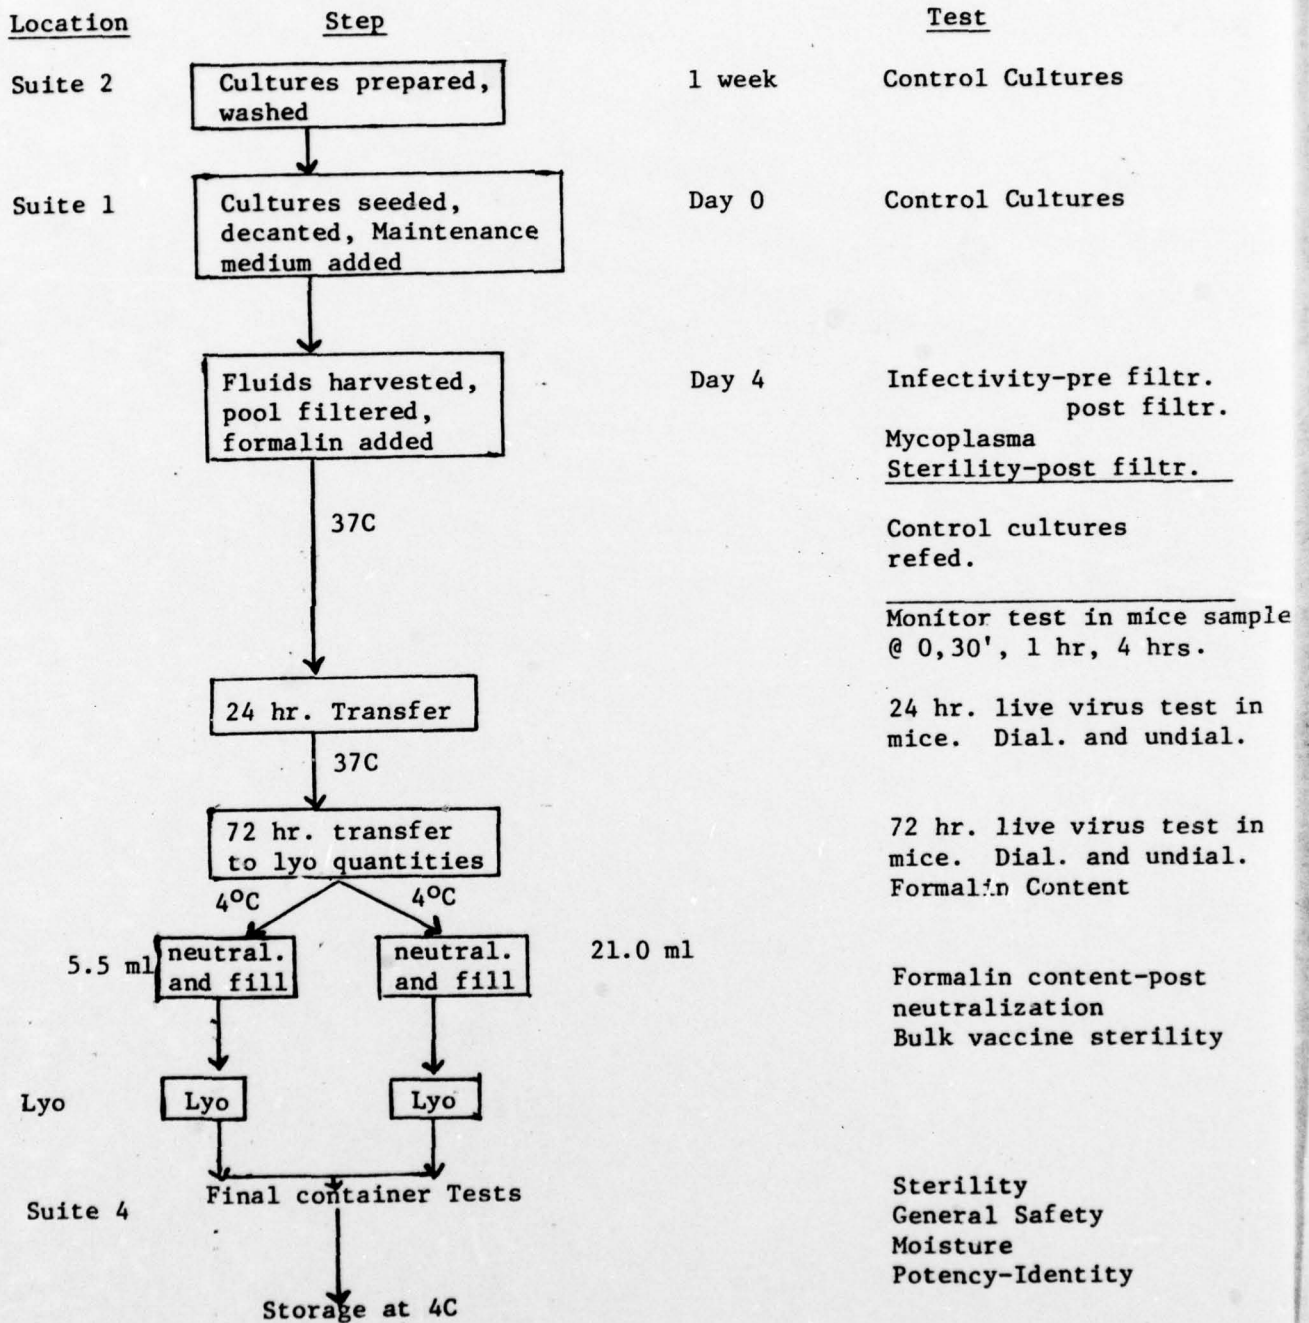 Location Step Test
Suite 2 Cultures prepared, 1 week Control Cultures
washed
Suite 1 Cultures seeded, Day 0 Control Cultures
decanted, Maintenance
medium added
Fluids harvested, Day 4 Infectivity-pre filtr.
pool filtered, post filtr.
formalin added Mycoplasma
Sterility-post filtr.
37C
Control cultures
refed.
Monitor test in mice sample
@ 0,30', 1 hr, 4 hrs.
24 hr. Transfer 24 hr. live virus test in
mice. Dial. and undial.
37C
72 hr. transfer 72 hr. live virus test in
to lyo quantities mice. Dial. and undial.
4°C 4°C Formalin Content
5.5 ml neutral. neutral. 21.0 ml
and fill and fill Formalin content-post
neutralization
Bulk vaccine sterility
Lyo Lyo Lyo
Final container Tests Sterility
Suite 4 General Safety
Moisture
Potency-Identity
Storage at 4C